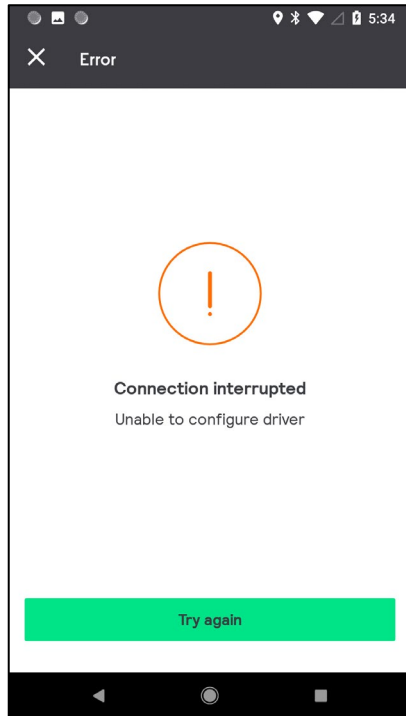 5:34
Error
Connection interrupted
Unable to configure driver
Try again